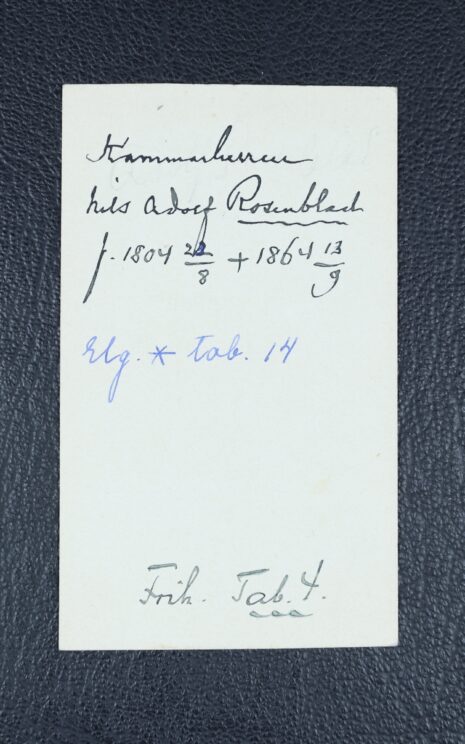 Kammarherren
Nils Adolf Rosenblad
f. 1804 22/8 + 1864 13/9
Elg. * tab. 14
Frih. Tab. 4.